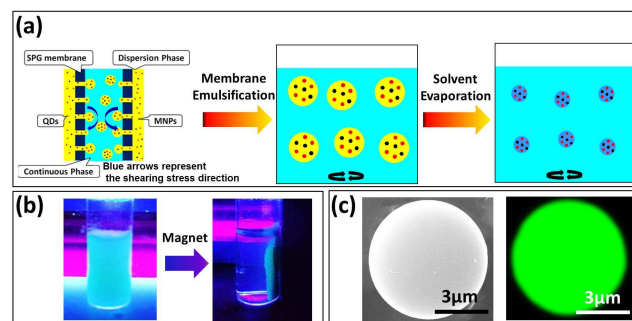 (a)
SPG membrane
Dispersion Phase
QDs
MNPs
Continuous Phase
Blue arrows represent
the shearing stress direction
Membrane
Emulsification
Solvent
Evaporation
(b)
Magnet
(c)
3μm
3μm